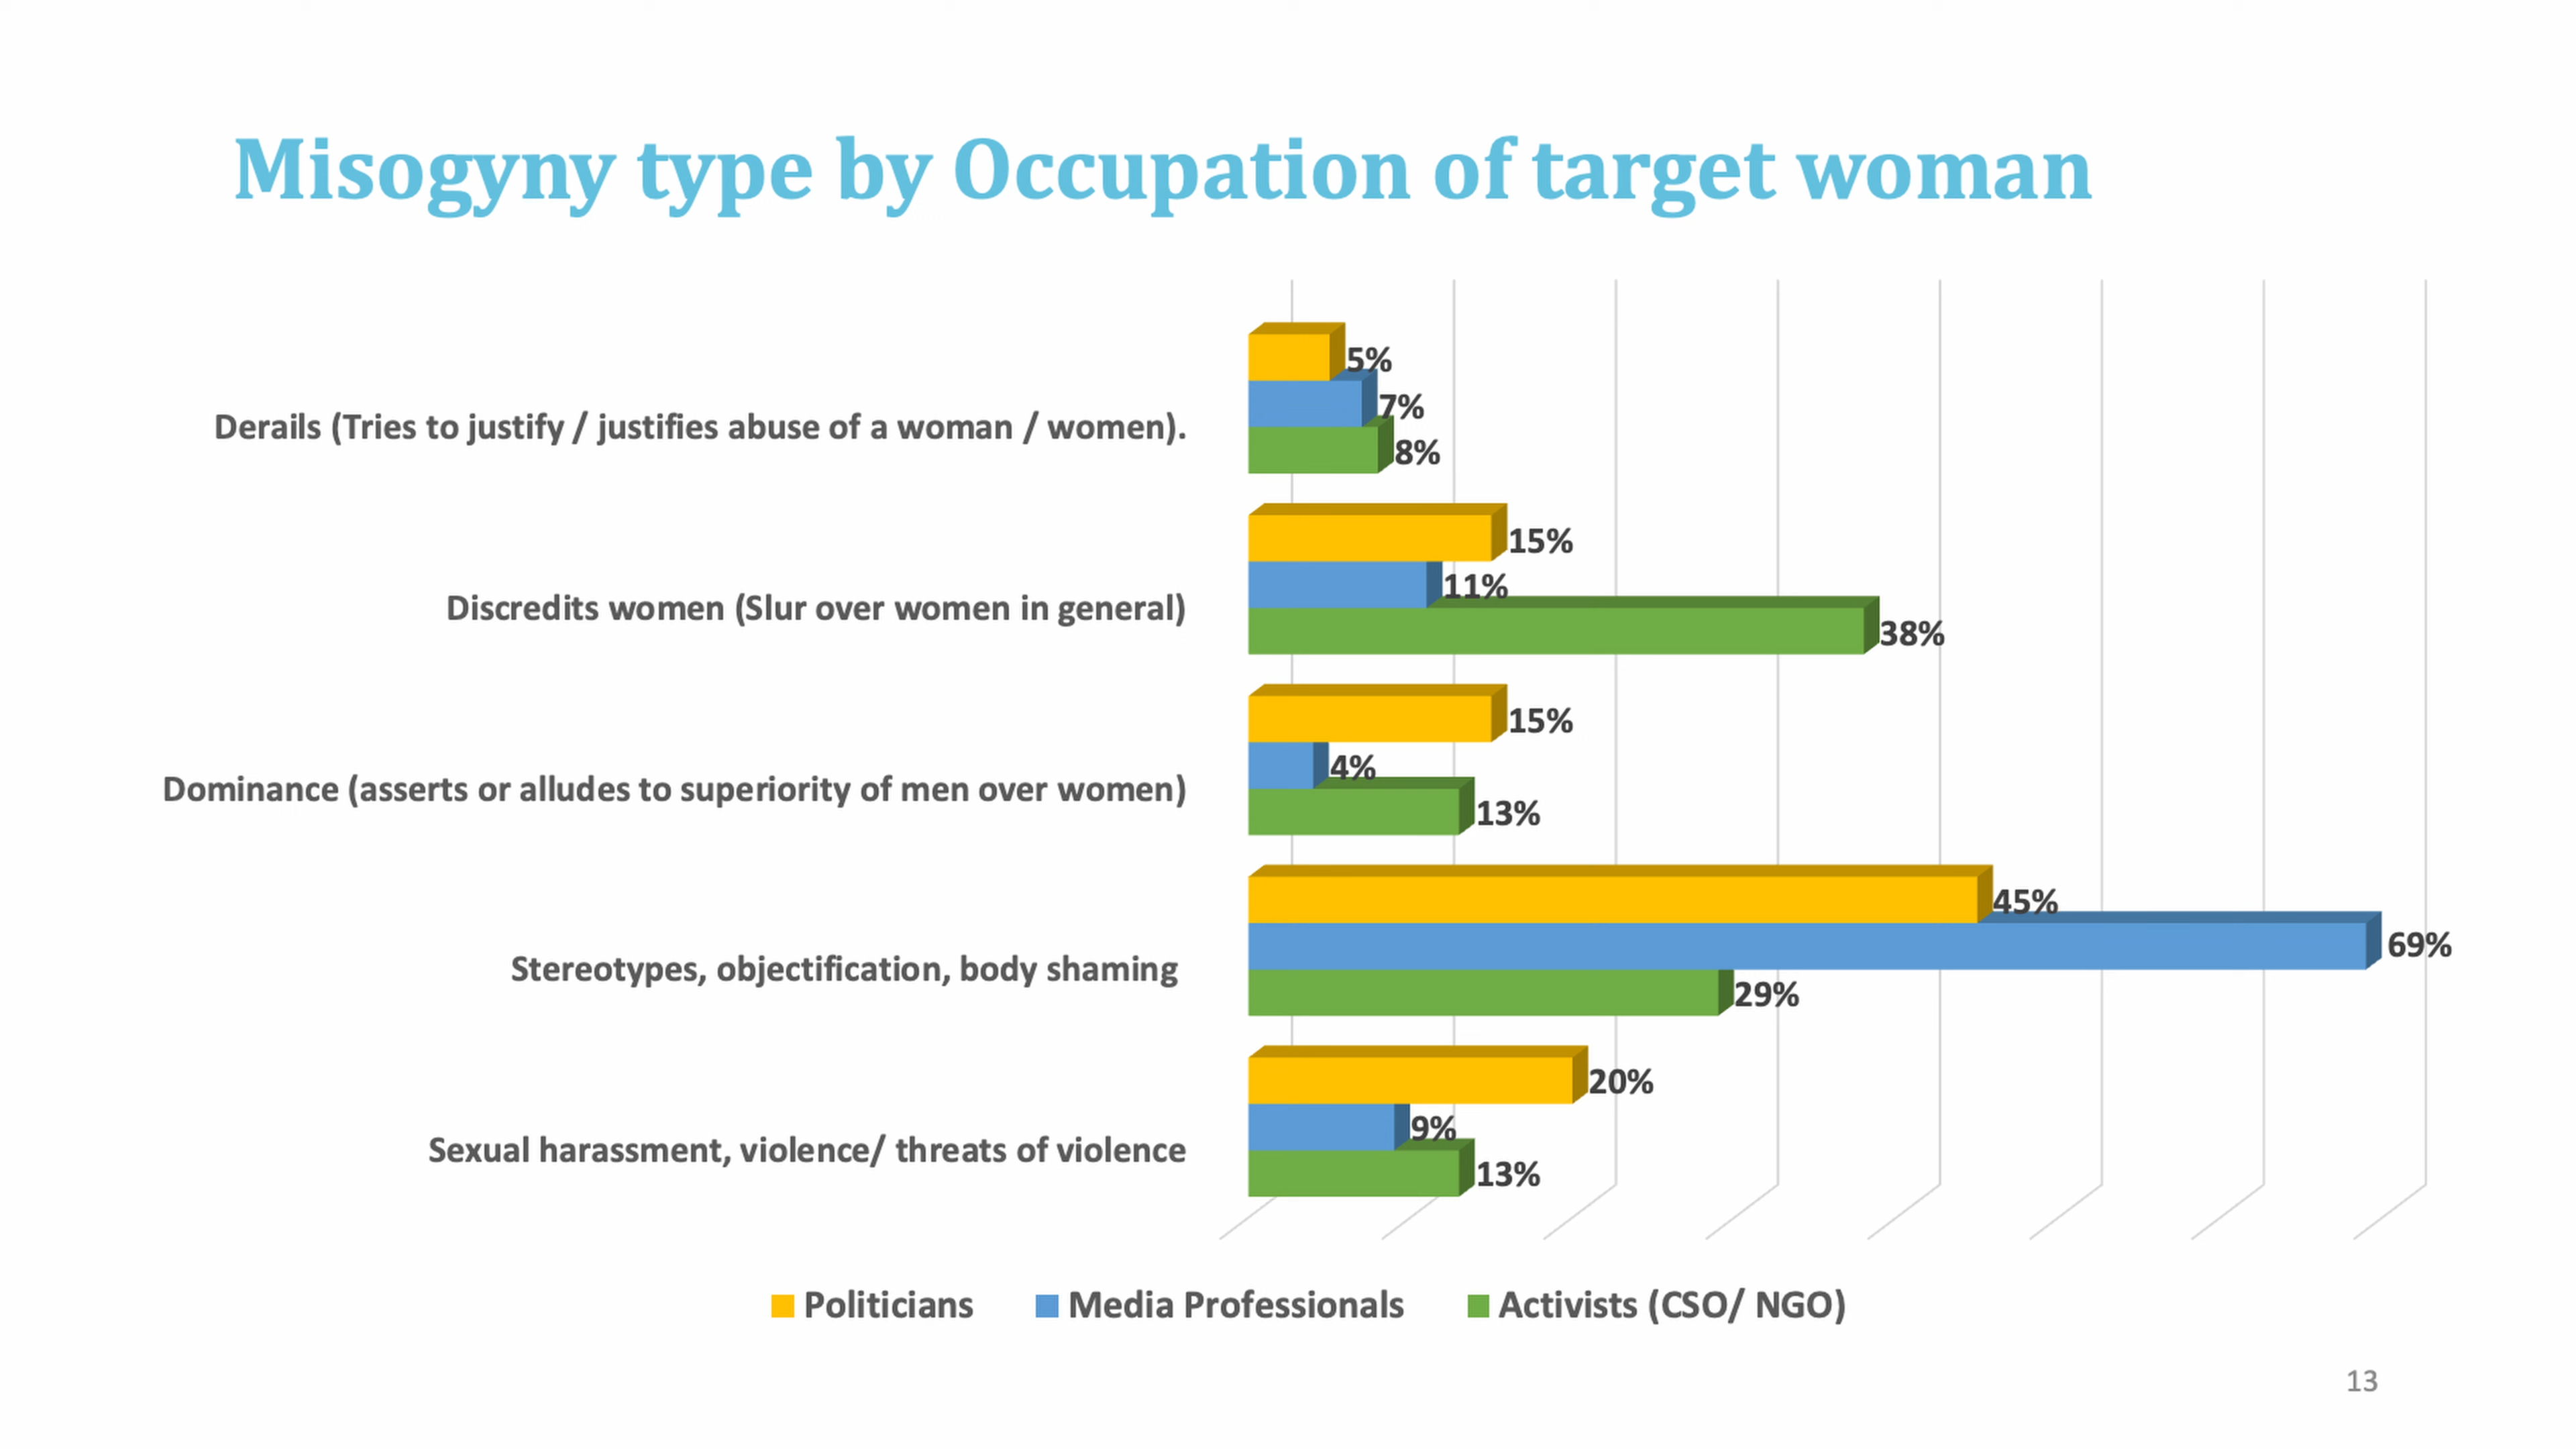 Misogyny type by Occupation of target woman
5%
7%
Derails (Tries to justify / justifies abuse of a woman / women).
8%
15%
11%
Discredits women (Slur over women in general)
38%
15%
4%
Dominance (asserts or alludes to superiority of men over women)
13%
45%
69%
Stereotypes, objectification, body shaming
29%
20%
9%
Sexual harassment, violence/ threats of violence
13%
Politicians Media Professionals Activists (CSO/ NGO)
13